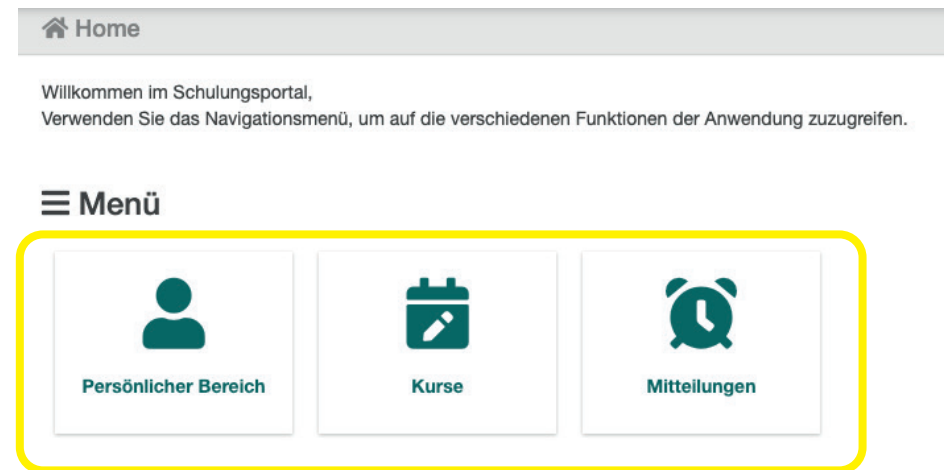 Home
Willkommen im Schulungsportal,
Verwenden Sie das Navigationsmenü, um auf die verschiedenen Funktionen der Anwendung zuzugreifen.
Menü
Persönlicher Bereich
Kurse
Mitteilungen